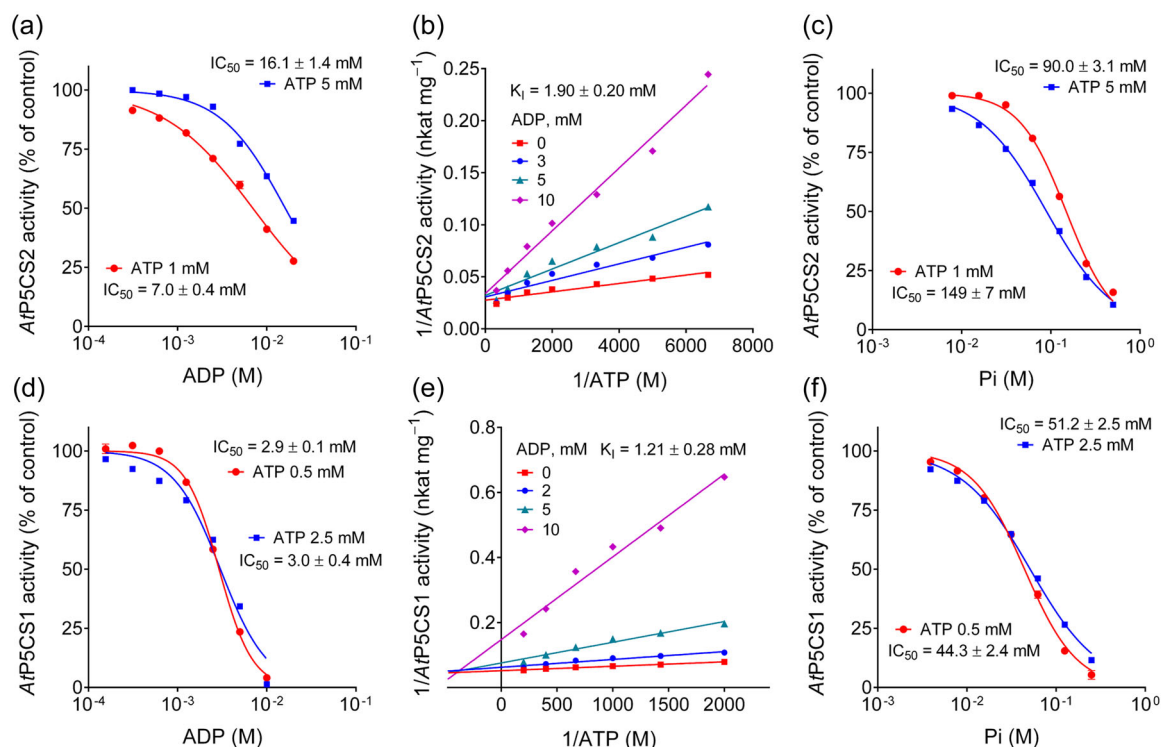 (a)
IC50 = 16.1 ± 1.4 mM
ATP 5 mM
100
75
50
25
0
AtP5CS2 activity (% of control)
ATP 1 mM
IC50 = 7.0 ± 0.4 mM
10⁻⁴
10⁻³
10⁻²
10⁻¹
ADP (M)
(b)
0.25
0.20
0.15
0.10
0.05
0.00
1/AtP5CS2 activity (nkat mg⁻¹)
KI = 1.90 ± 0.20 mM
ADP, mM
0
3
5
10
0
2000
4000
6000
8000
1/ATP (M)
(c)
IC50 = 90.0 ± 3.1 mM
ATP 5 mM
100
75
50
25
0
AtP5CS2 activity (% of control)
ATP 1 mM
IC50 = 149 ± 7 mM
10⁻³
10⁻²
10⁻¹
10⁰
Pi (M)
(d)
IC50 = 2.9 ± 0.1 mM
ATP 0.5 mM
100
75
50
25
0
AtP5CS1 activity (% of control)
ATP 2.5 mM
IC50 = 3.0 ± 0.4 mM
10⁻⁴
10⁻³
10⁻²
10⁻¹
ADP (M)
(e)
0.8
0.6
0.4
0.2
0.0
1/AtP5CS1 activity (nkat mg⁻¹)
ADP, mM KI = 1.21 ± 0.28 mM
0
2
5
10
0
500
1000
1500
2000
1/ATP (M)
(f)
IC50 = 51.2 ± 2.5 mM
ATP 2.5 mM
100
75
50
25
0
AtP5CS1 activity (% of control)
ATP 0.5 mM
IC50 = 44.3 ± 2.4 mM
10⁻³
10⁻²
10⁻¹
10⁰
Pi (M)